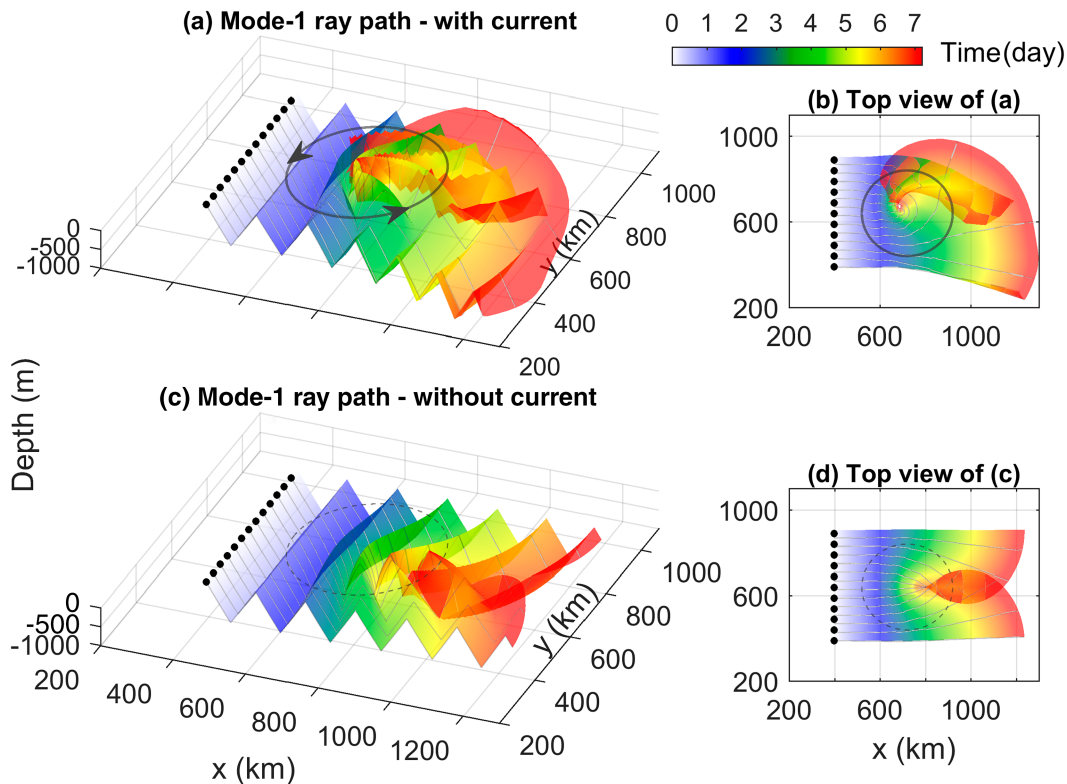 (a) Mode-1 ray path - with current
0 1 2 3 4 5 6 7
Time(day)
(b) Top view of (a)
1000
600
200
200 600 1000
0
-500
-1000
1000
800
600
400
200
y (km)
Depth (m)
(c) Mode-1 ray path - without current
(d) Top view of (c)
1000
600
200
200 600 1000
x (km)
0
-500
-1000
200 400 600 800 1000 1200
x (km)
1000
800
600
400
200
y (km)